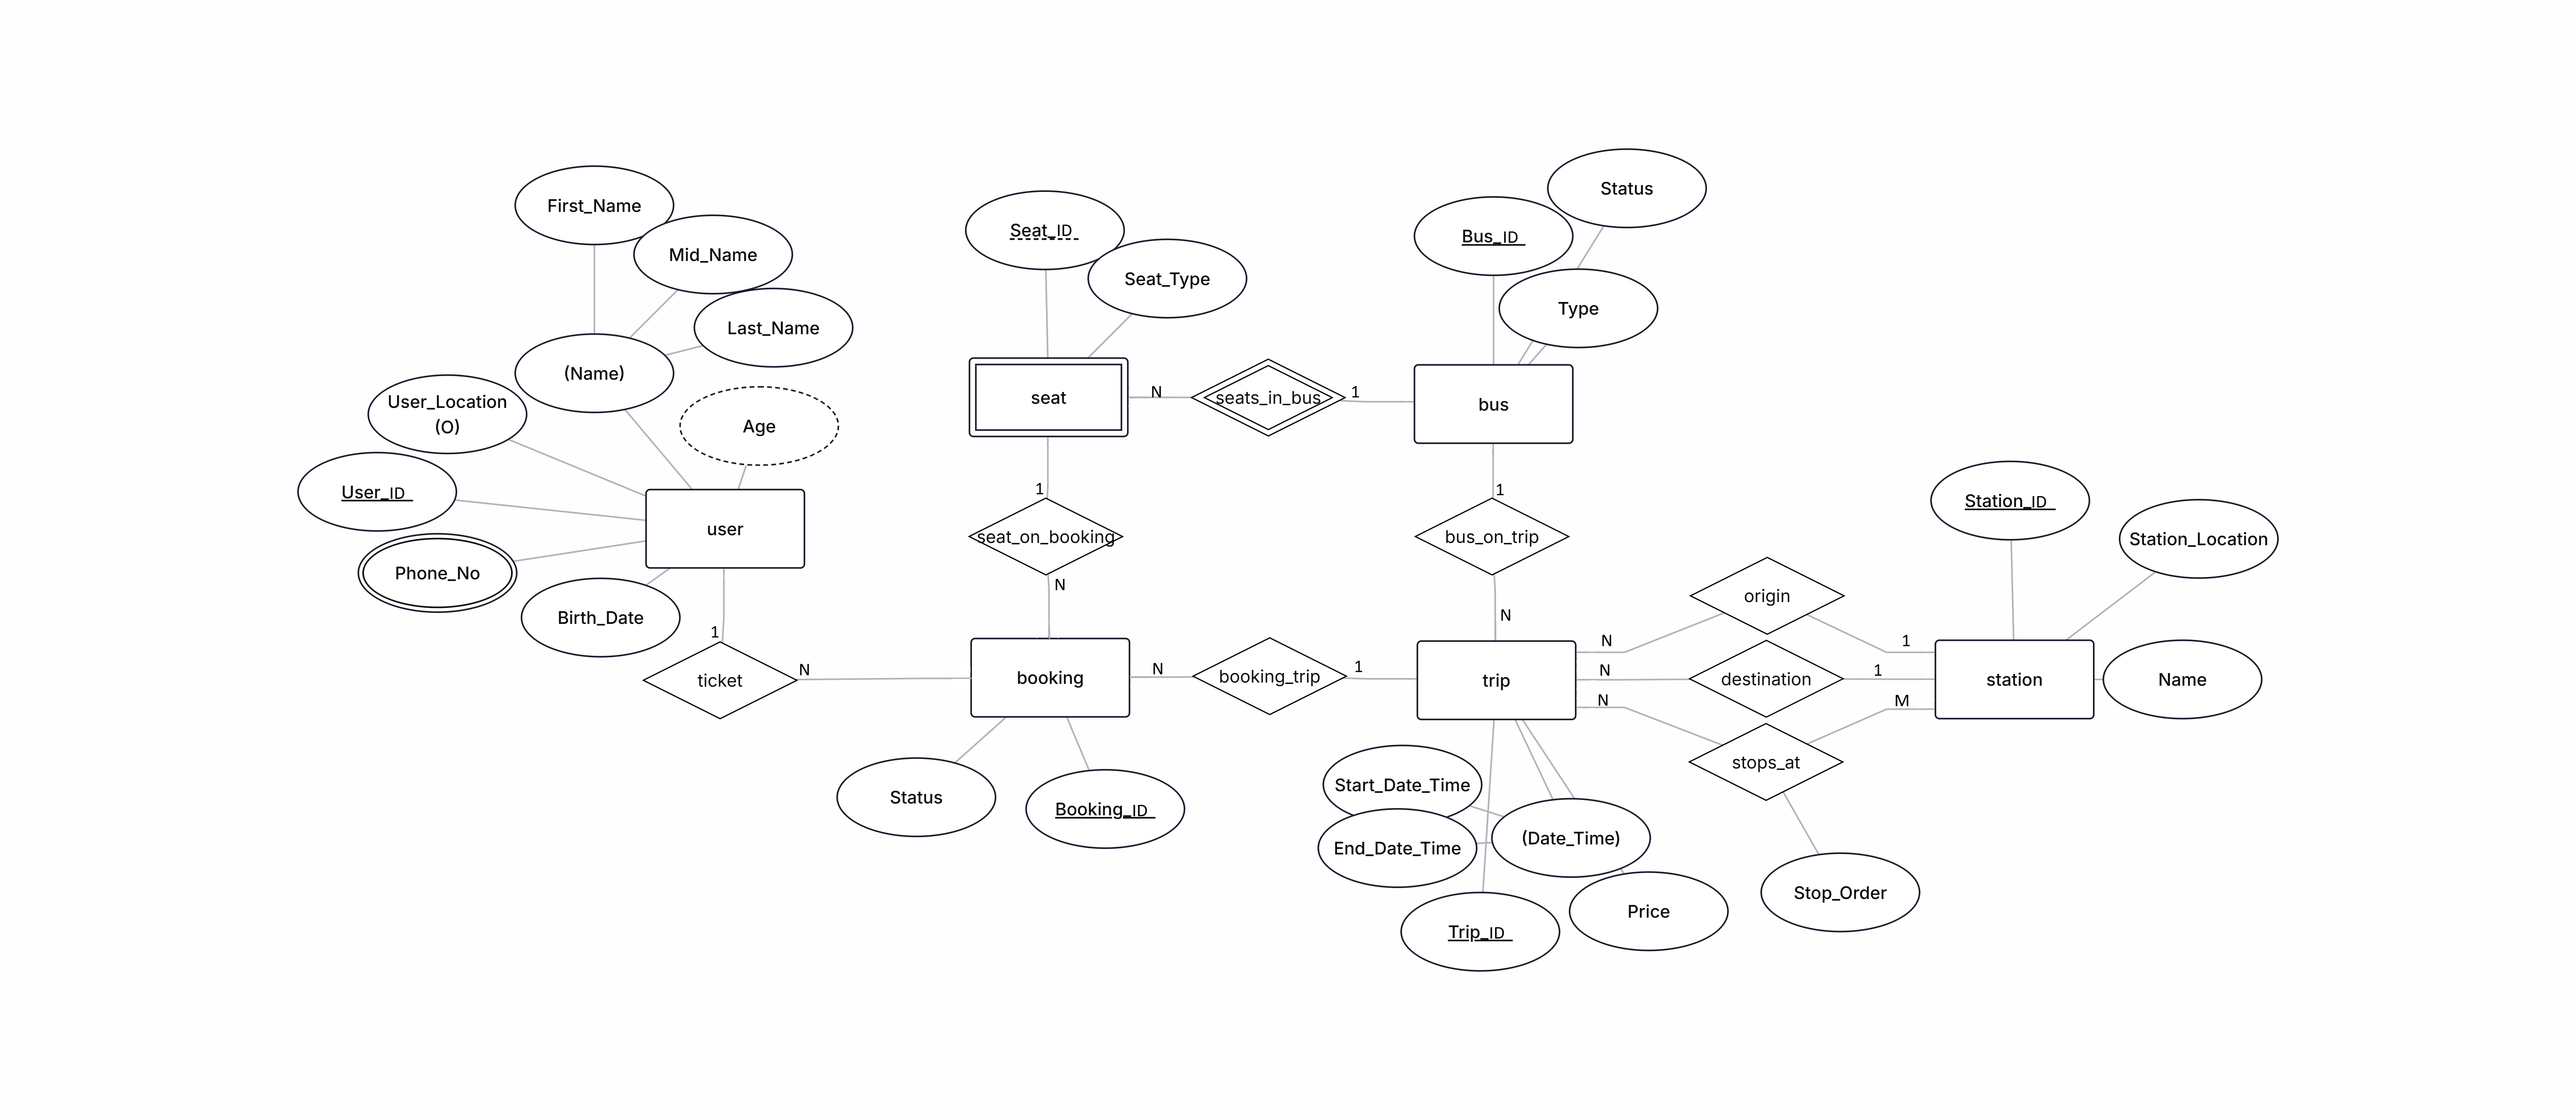 Status
First_Name
Seat_ID
Bus_ID
Mid_Name
Seat_Type
Type
Last_Name
(Name)
User_Location
(O)
Age
seat
N
seats_in_bus
1
bus
User_ID
1
1
Station_ID
user
seat_on_booking
bus_on_trip
Station_Location
Phone_No
N
origin
Birth_Date
N
1
N
1
ticket
N
booking
N
booking_trip
1
trip
N
destination
1
station
Name
N
M
stops_at
Start_Date_Time
Status
Booking_ID
(Date_Time)
End_Date_Time
Stop_Order
Price
Trip_ID